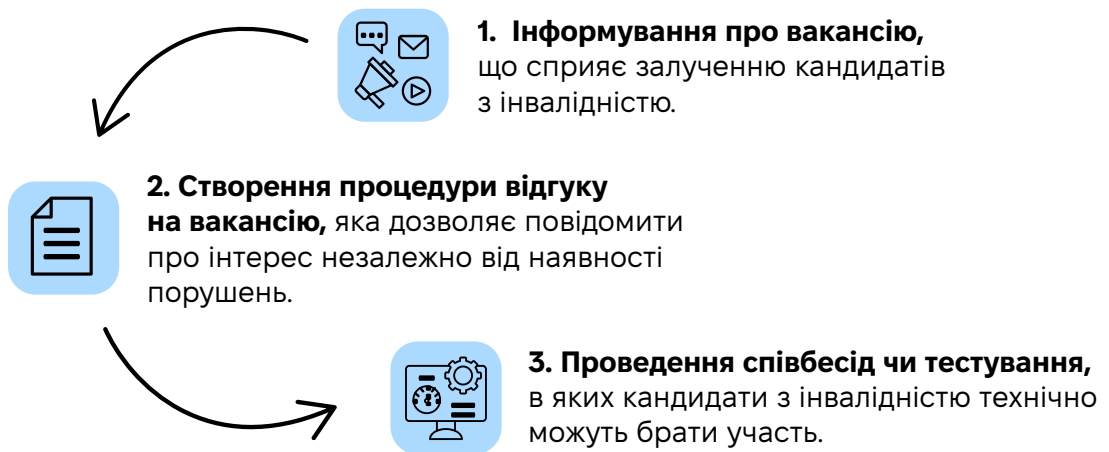 1. Інформування про вакансію,
що сприяє залученню кандидатів
з інвалідністю.
2. Створення процедури відгуку
на вакансію, яка дозволяє повідомити
про інтерес незалежно від наявності
порушень.
3. Проведення співбесід чи тестування,
в яких кандидати з інвалідністю технічно
можуть брати участь.